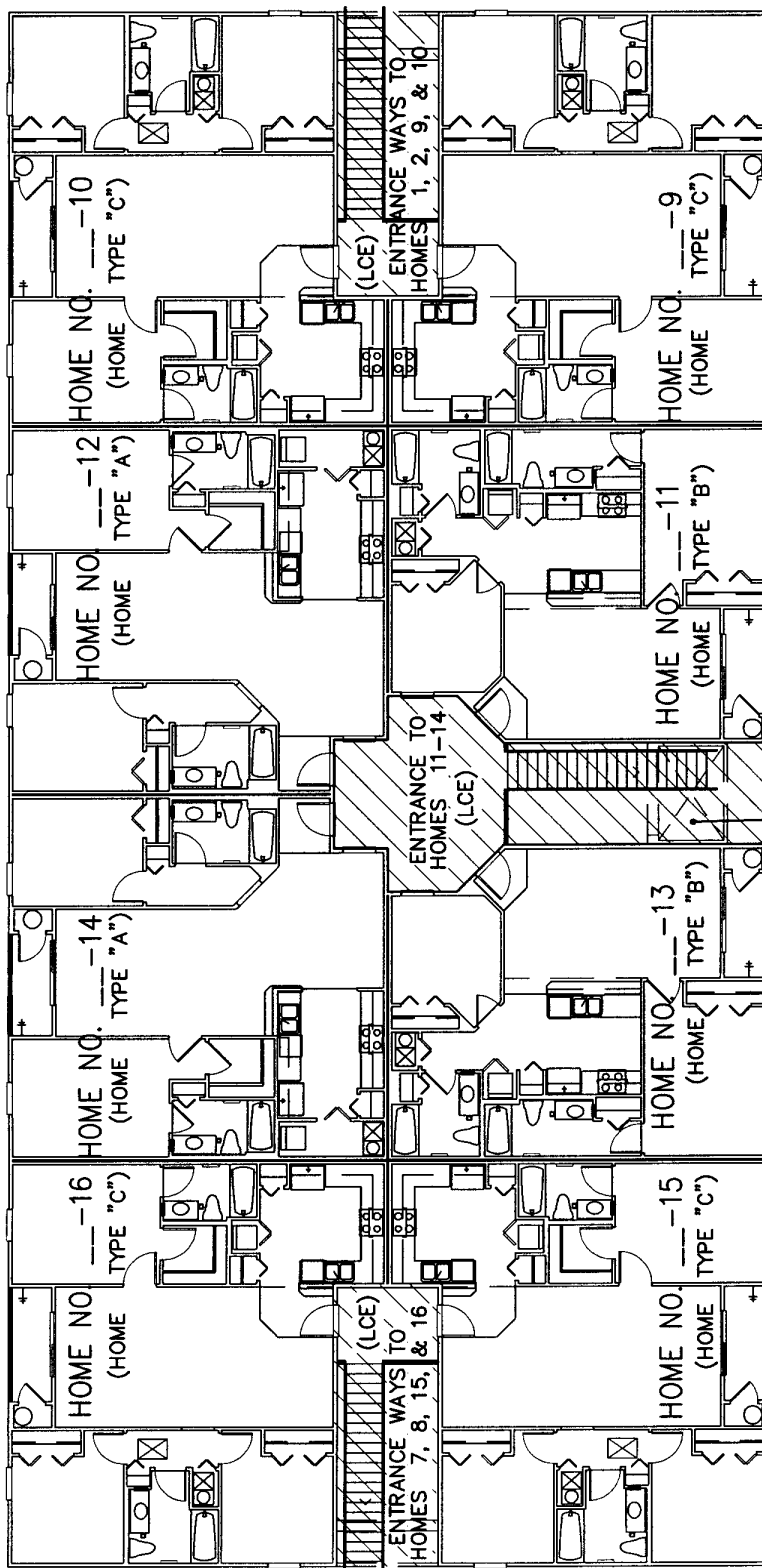 HOME NO. __-16
(HOME TYPE "C")
HOME NO. __-14
(HOME TYPE "A")
HOME NO. __-12
(HOME TYPE "A")
HOME NO. __-10
(HOME TYPE "C")
(LCE)
ENTRANCE WAYS TO
HOMES 7, 8, 15, & 16
ENTRANCE TO
HOMES 11-14
(LCE)
(LCE)
ENTRANCE WAYS TO
HOMES 1, 2, 9, & 10
HOME NO. __-15
(HOME TYPE "C")
HOME NO. __-13
(HOME TYPE "B")
HOME NO. __-11
(HOME TYPE "B")
HOME NO. __-9
(HOME TYPE "C")